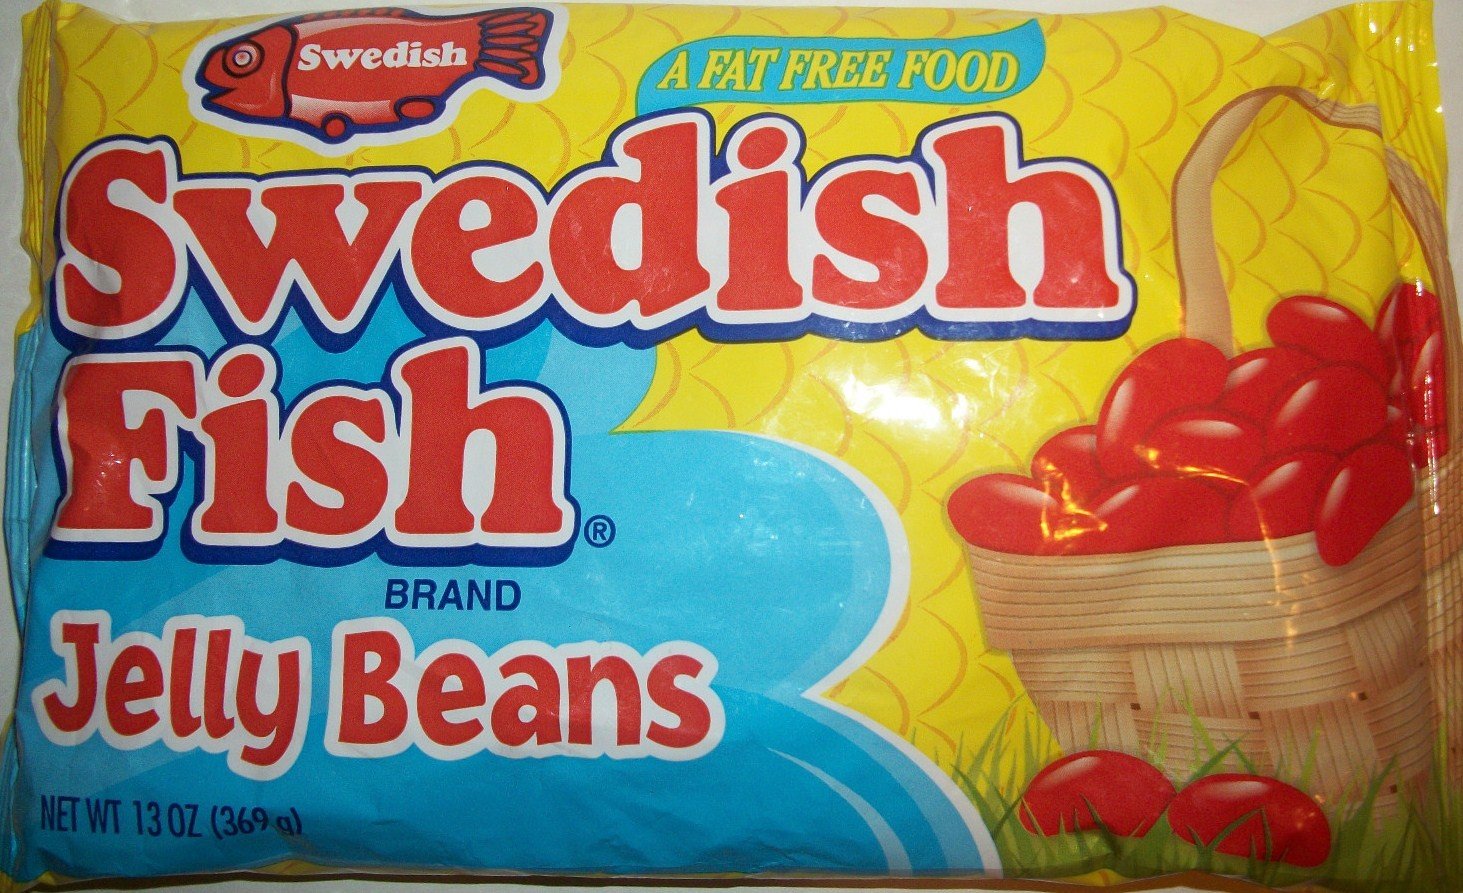 Swedish
A FAT FREE FOOD
Swedish
Fish®
BRAND
Jelly Beans
NET WT 13 OZ (369 g)